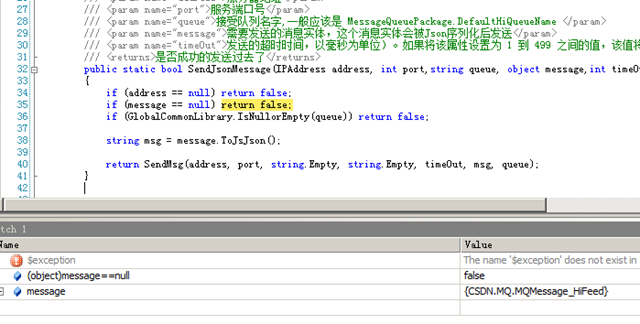 27 /// <param name="port">服务端口号</param>
28 /// <param name="queue">接受队列名字,一般应该是 MessageQueuePackage.DefaultHiQueueName </param>
29 /// <param name="message">需要发送的消息实体，这个消息实体会被Json序列化后发送</param>
30 /// <param name="timeOut">发送的超时时间，以毫秒为单位）。如果将该属性设置为 1 到 499 之间的值，该值将
31 /// <returns>是否成功的发送过去了</returns>
32 public static bool SendJsonMessage(IPAddress address, int port,string queue, object message,int timeOu
33 {
34 if (address == null) return false;
35 if (message == null) return false;
36 if (GlobalCommonLibrary.IsNullorEmpty(queue)) return false;
37
38 string msg = message.ToJsJson();
39
40 return SendMsg(address, port, string.Empty, string.Empty, timeOut, msg, queue);
41 }
42
tch 1
Name Value
$exception The name '$exception' does not exist in
(object)message==null false
message {CSDN.MQ.MQMessage_HiFeed}